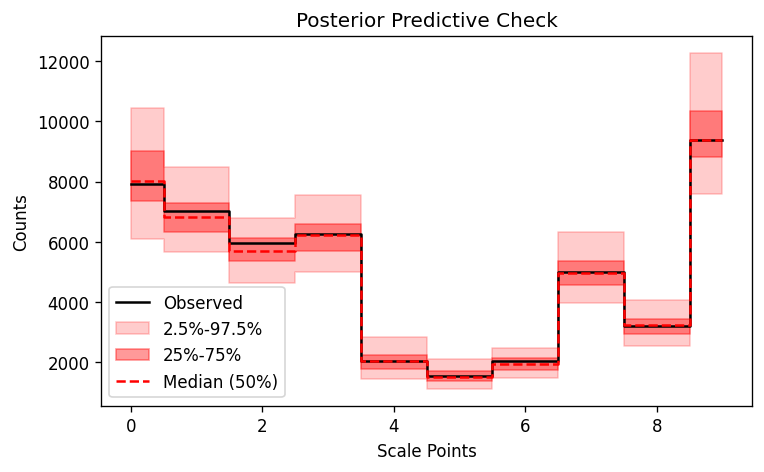 Posterior Predictive Check
12000
10000
8000
6000
4000
2000
Counts
Observed
2.5%-97.5%
25%-75%
Median (50%)
0
2
4
6
8
Scale Points